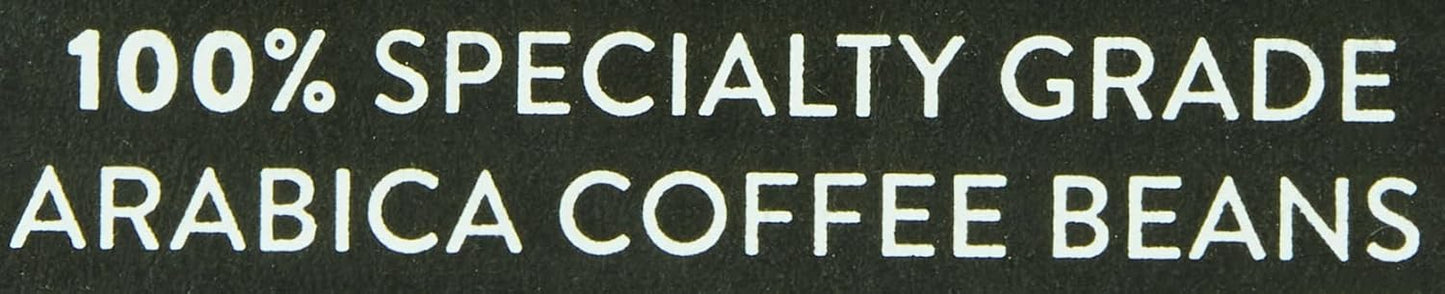 100% SPECIALTY GRADE
ARABICA COFFEE BEANS